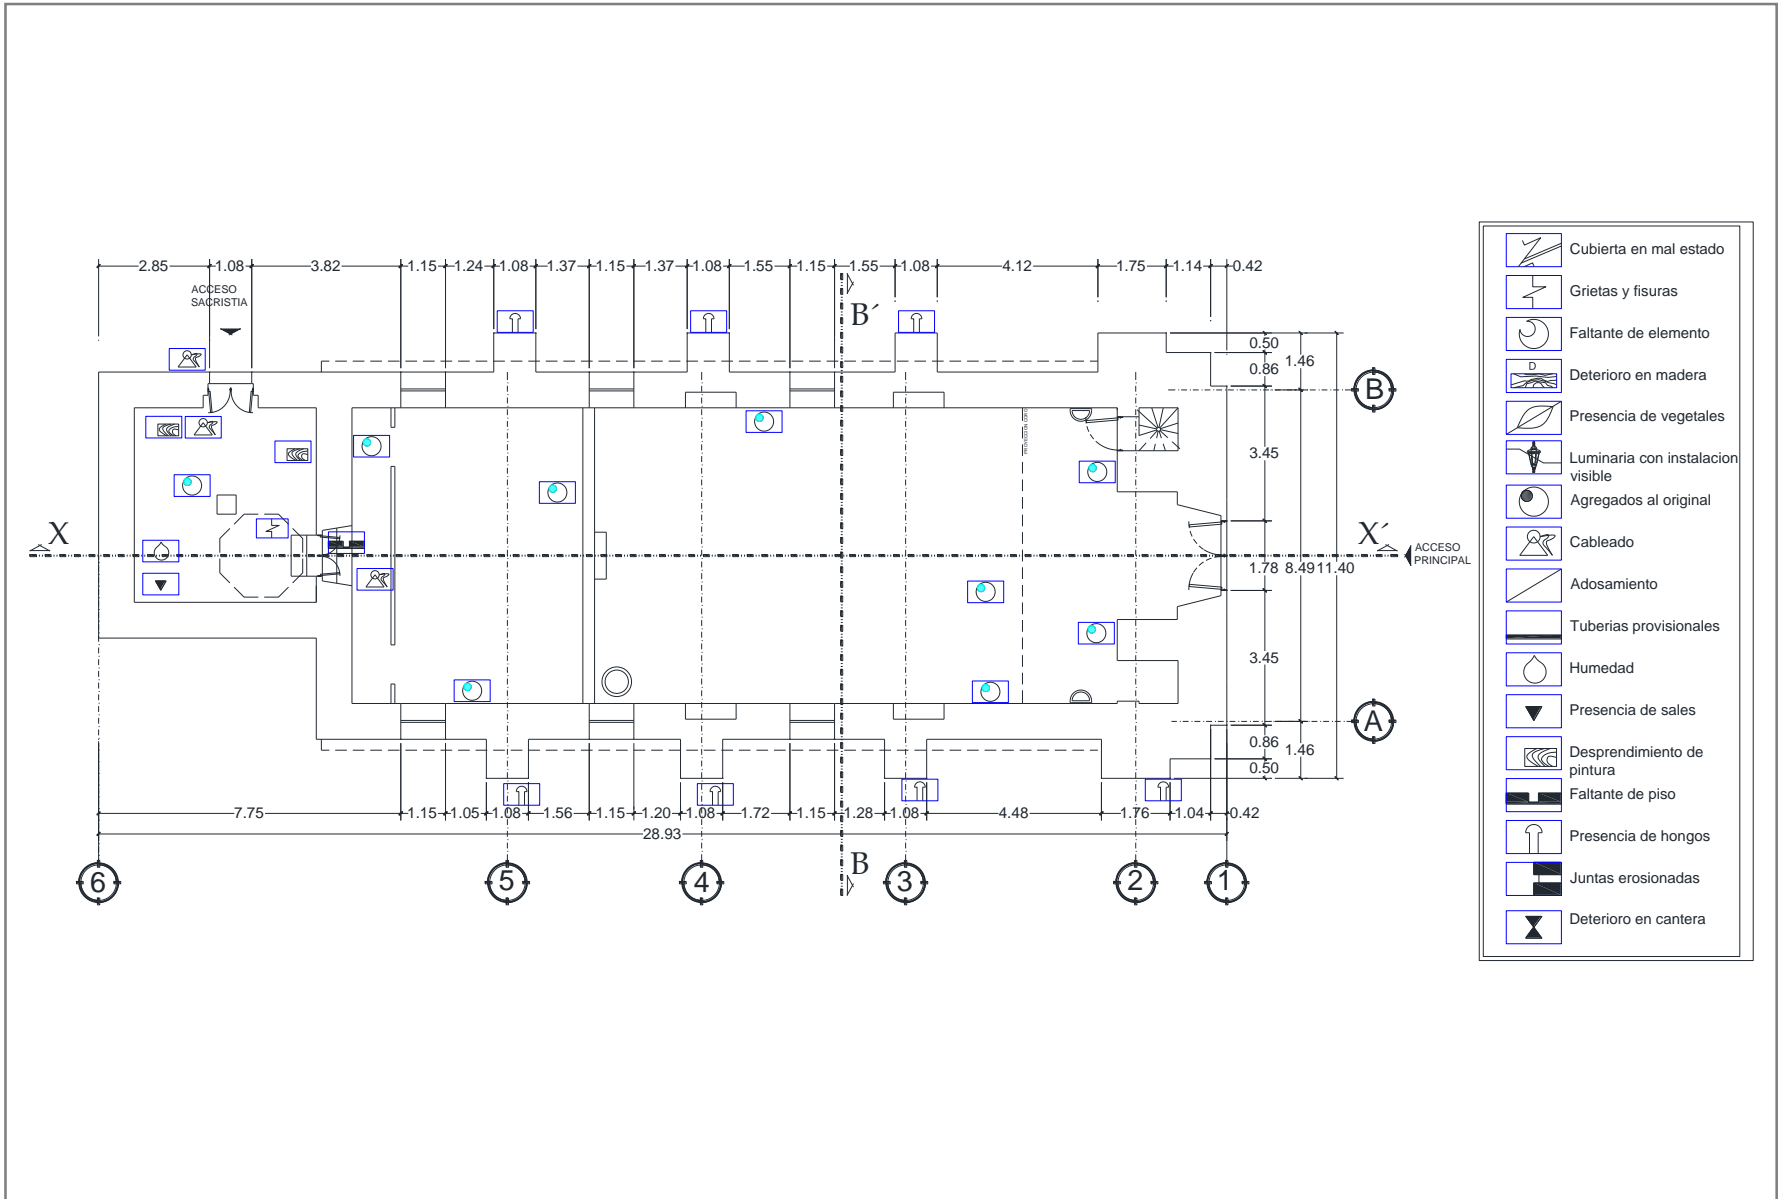 2.85 1.08 3.82 1.15 1.24 1.08 1.37 1.15 1.37 1.08 1.55 1.15 1.55 1.08 4.12 1.75 1.14 0.42
ACCESO
SACRISTIA
B´
0.50
1.46
0.86
B
3.45
X
X´
ACCESO
PRINCIPAL
1.78 8.49 11.40
3.45
A
0.86
1.46
0.50
7.75 1.15 1.05 1.08 1.56 1.15 1.20 1.08 1.72 1.15 1.28 1.08 4.48 1.76 1.04 0.42
28.93
B
6 5 4 3 2 1
Cubierta en mal estado
Grietas y fisuras
Faltante de elemento
D
Deterioro en madera
Presencia de vegetales
Luminaria con instalacion
visible
Agregados al original
Cableado
Adosamiento
Tuberias provisionales
Humedad
Presencia de sales
Desprendimiento de
pintura
Faltante de piso
Presencia de hongos
Juntas erosionadas
Deterioro en cantera